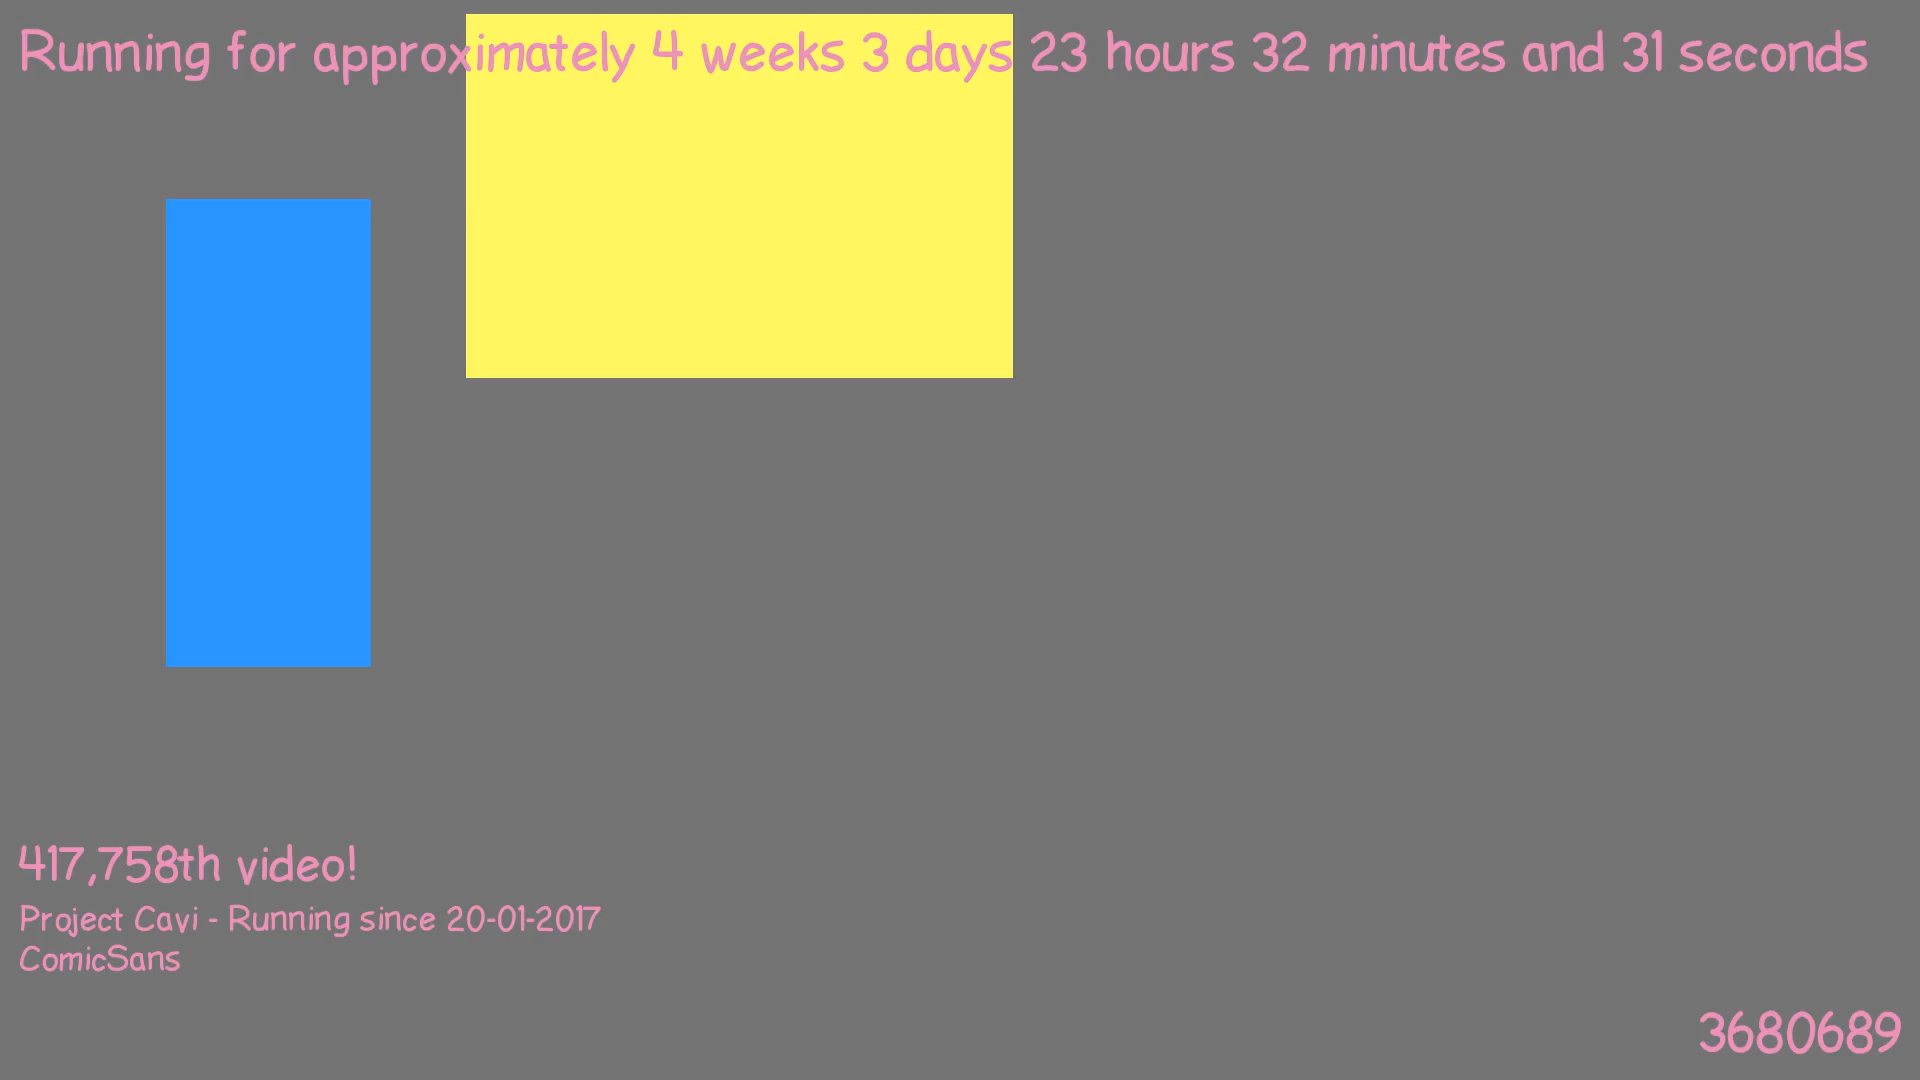 Running for approximately 4 weeks 3 days 23 hours 32 minutes and 31 seconds
417,758th video!
Project Cavi - Running since 20-01-2017
ComicSans
3680689